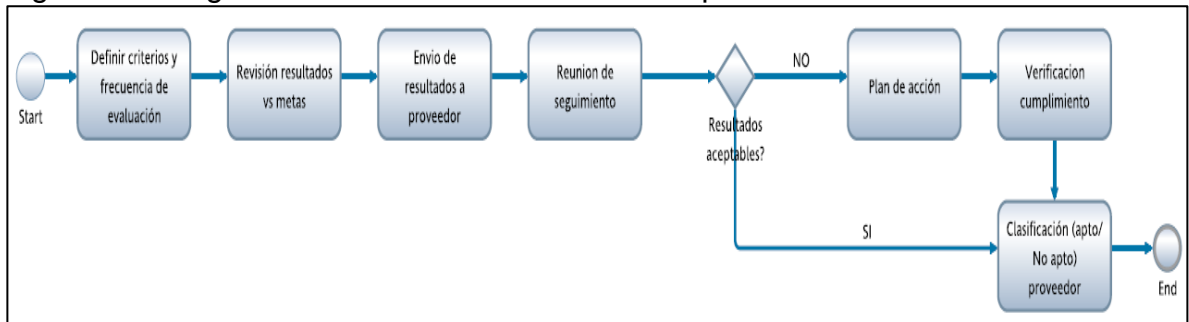 Start
Definir criterios y
frecuencia de
evaluación
Revisión resultados
vs metas
Envio de
resultados a
proveedor
Reunion de
seguimiento
Resultados
aceptables?
NO
Plan de acción
Verificacion
cumplimiento
SI
Clasificación (apto/
No apto)
proveedor
End